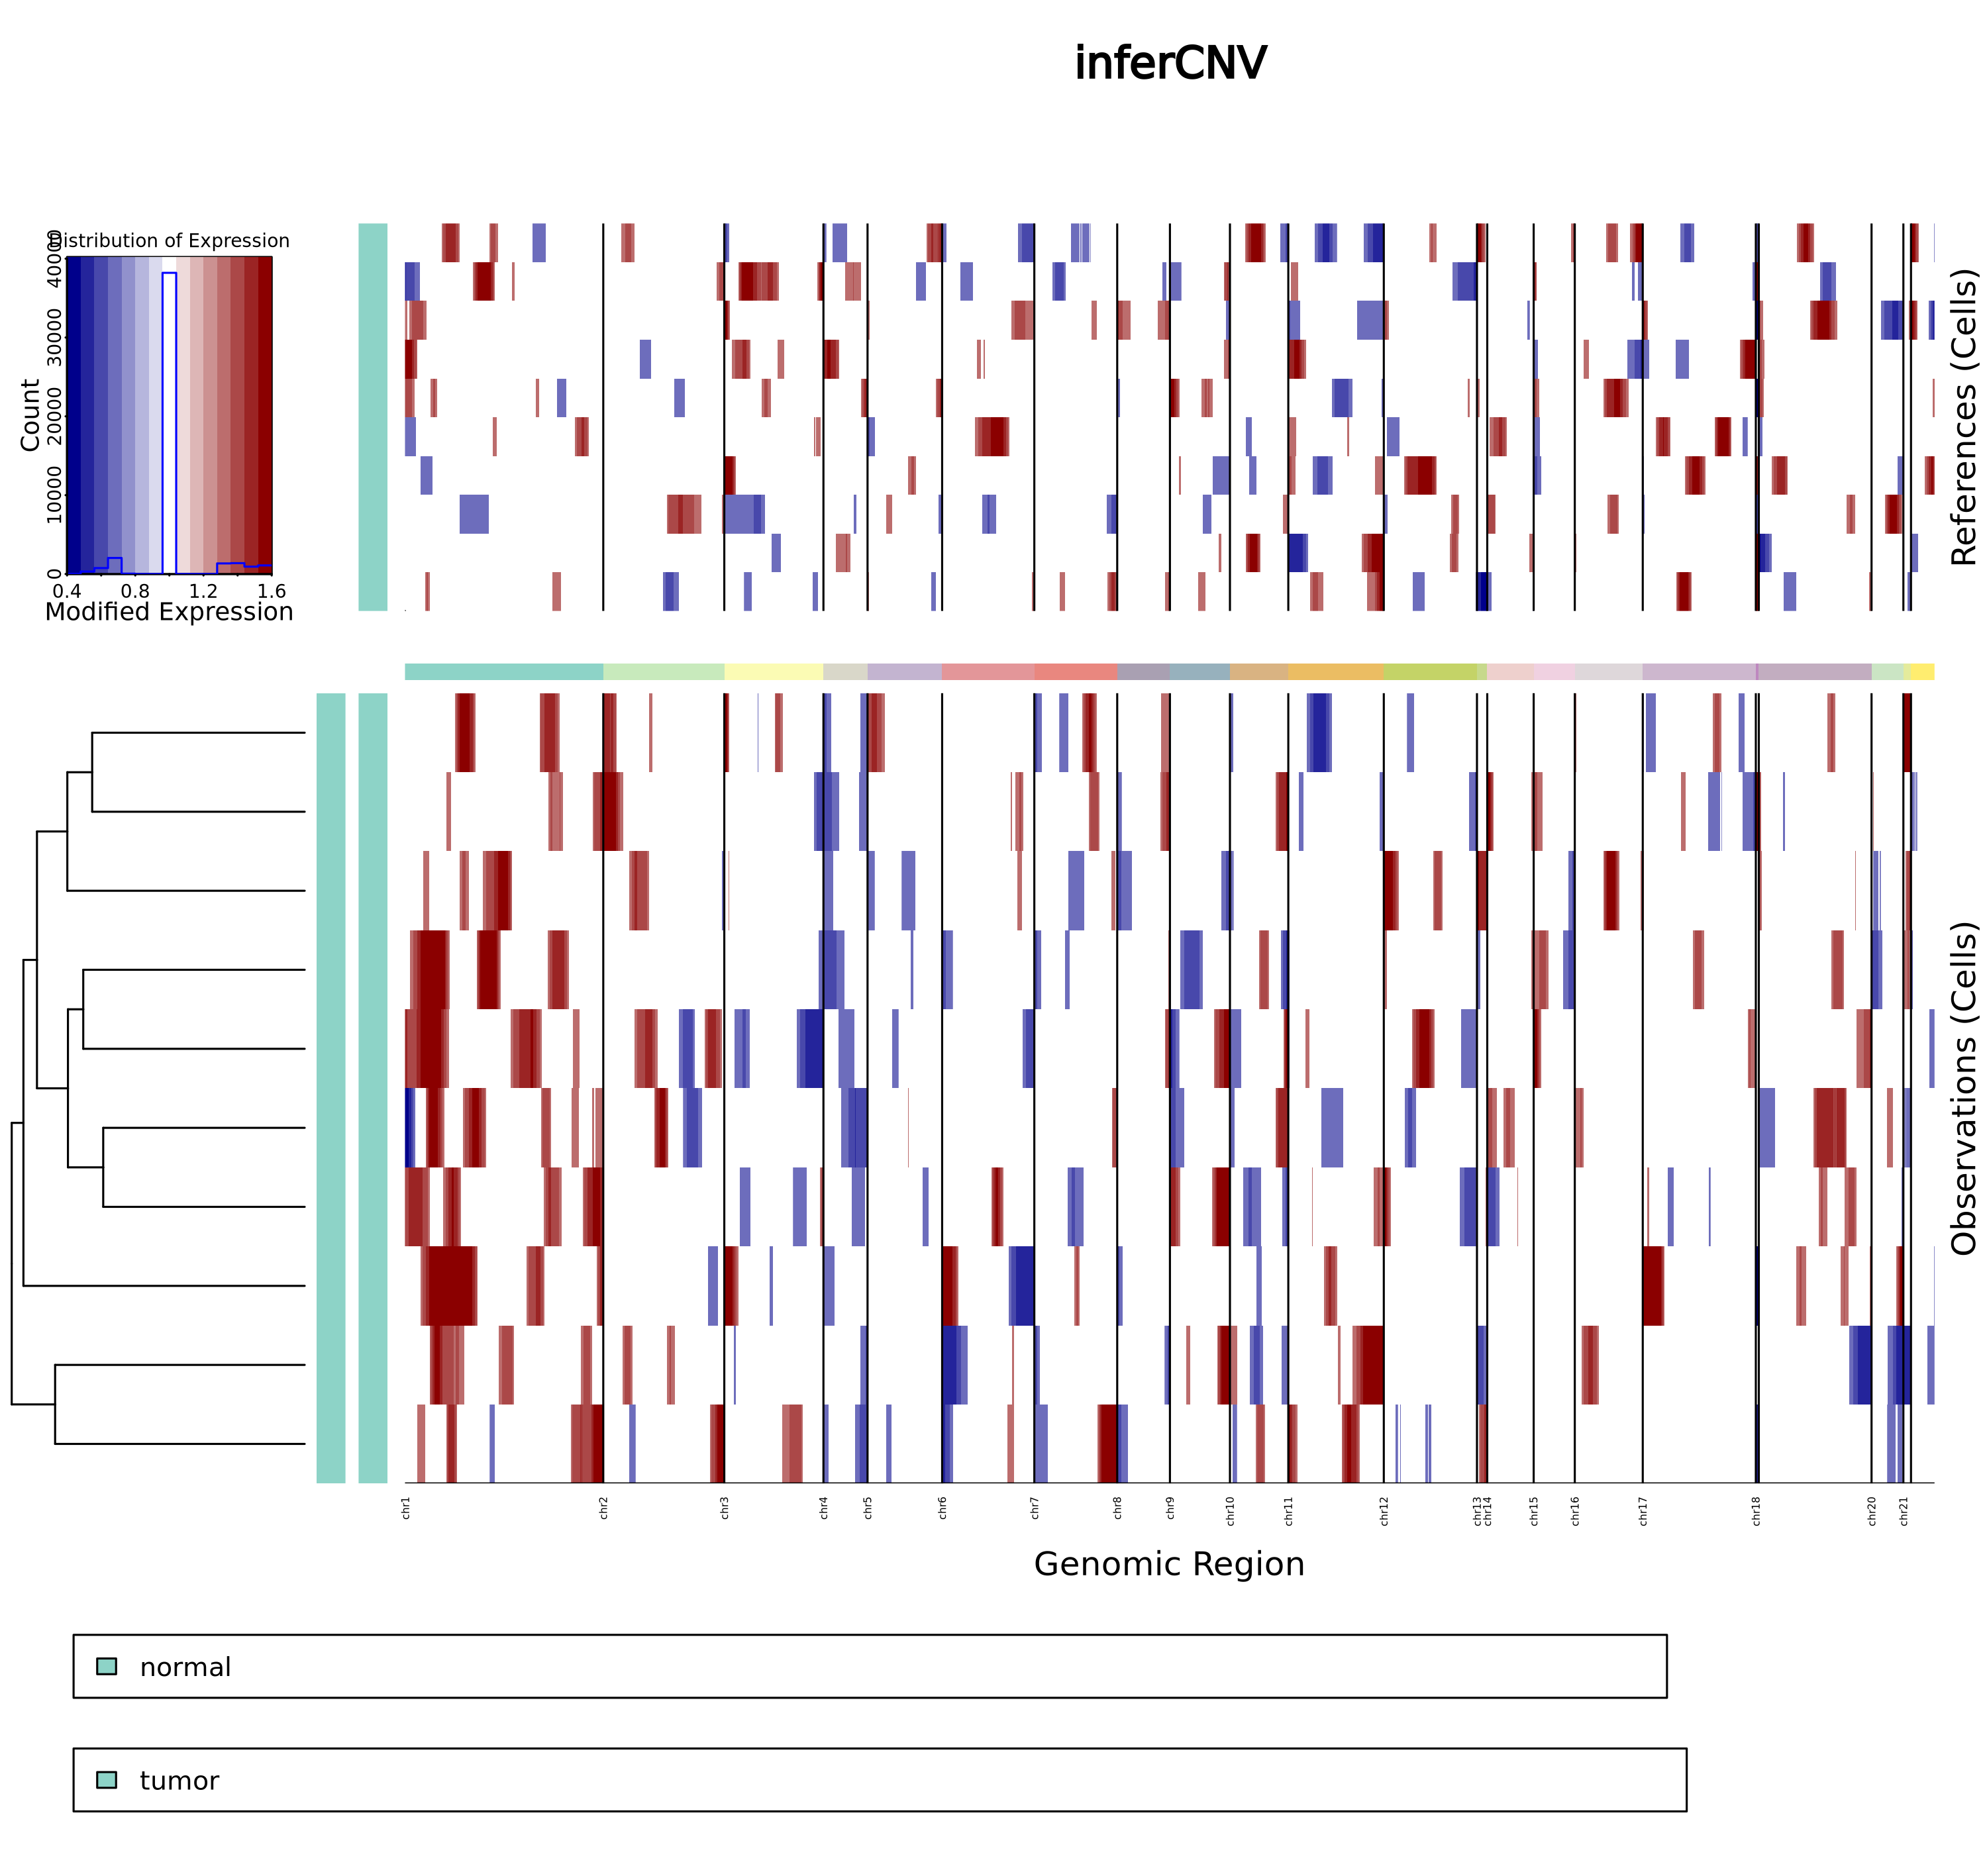 inferCNV
Distribution of Expression
Count
0
10000
20000
30000
40000
0.4 0.8 1.2 1.6
Modified Expression
References (Cells)
Observations (Cells)
chr1 chr2 chr3 chr4 chr5 chr6 chr7 chr8 chr9 chr10 chr11 chr12 chr13 chr14 chr15 chr16 chr17 chr18 chr20 chr21
Genomic Region
normal
tumor